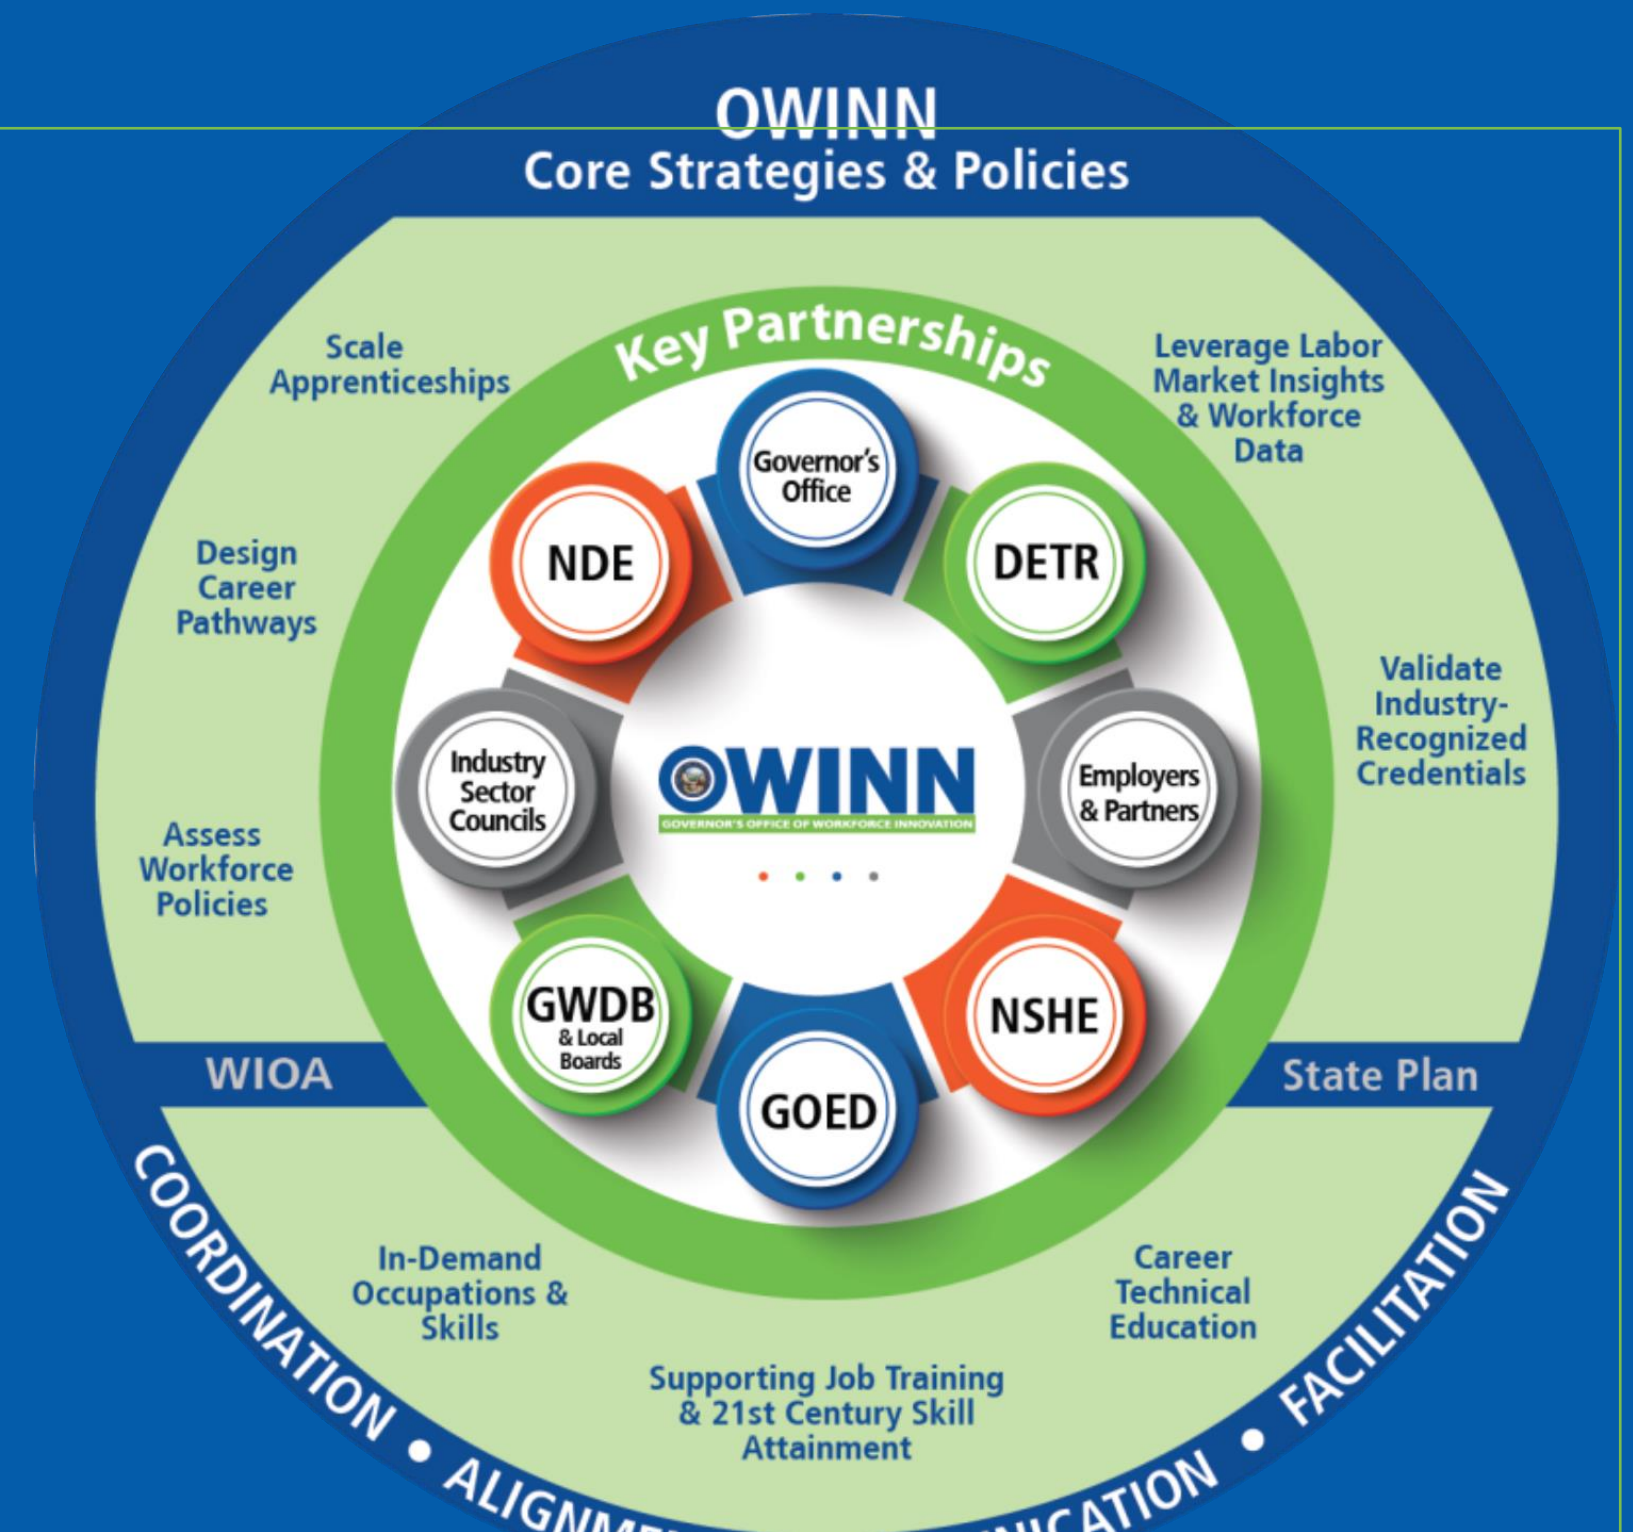 OWINN
Core Strategies & Policies
Key Partnerships
Scale
Apprenticeships
Leverage Labor
Market Insights
& Workforce
Data
Design
Career
Pathways
Validate
Industry-
Recognized
Credentials
Assess
Workforce
Policies
Governor's
Office
NDE
DETR
Industry
Sector
Councils
Employers
& Partners
OWINN
GOVERNOR'S OFFICE OF WORKFORCE INNOVATION
GWDB
& Local
Boards
NSHE
GOED
WIOA
State Plan
In-Demand
Occupations &
Skills
Career
Technical
Education
Supporting Job Training
& 21st Century Skill
Attainment
COORDINATION • • FACILITATION